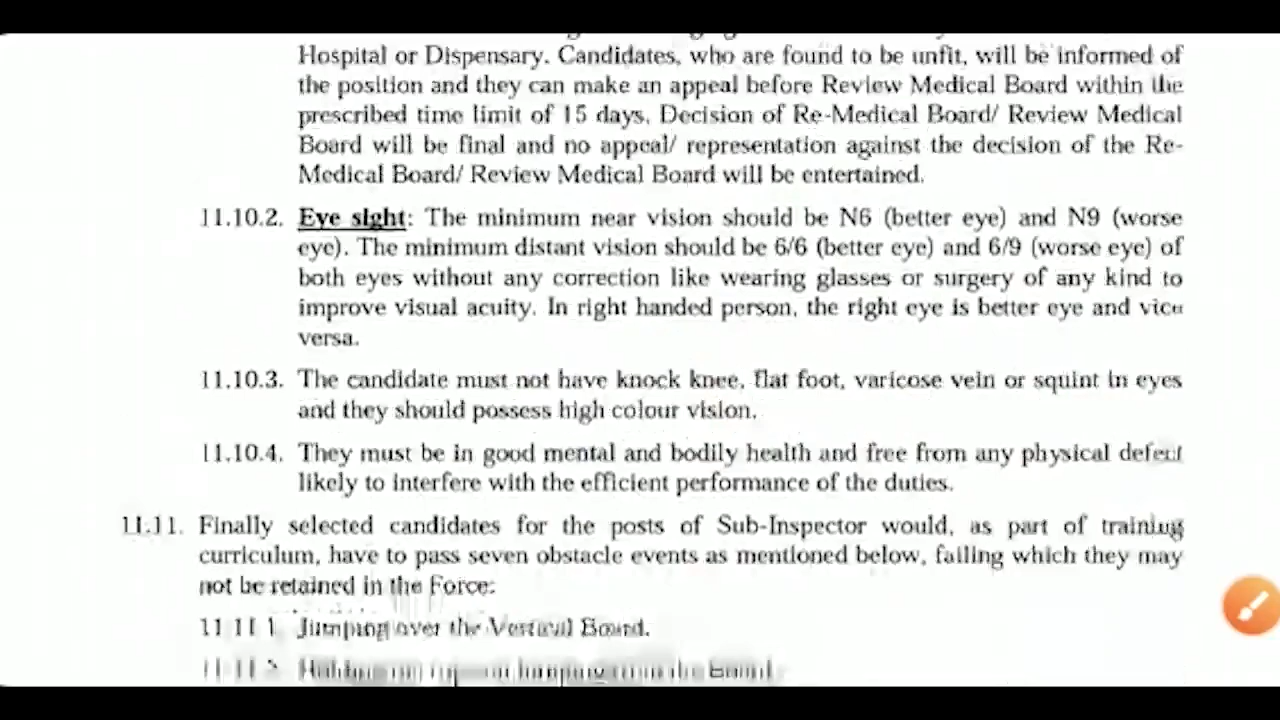 Hospital or Dispensary. Candidates, who are found to be unfit, will be informed of
the position and they can make an appeal before Review Medical Board within the
prescribed time limit of 15 days. Decision of Re-Medical Board/ Review Medical
Board will be final and no appeal/ representation against the decision of the Re-
Medical Board/ Review Medical Board will be entertained.
11.10.2. Eye sight: The minimum near vision should be N6 (better eye) and N9 (worse
eye). The minimum distant vision should be 6/6 (better eye) and 6/9 (worse eye) of
both eyes without any correction like wearing glasses or surgery of any kind to
improve visual acuity. In right handed person, the right eye is better eye and vice
versa.
11.10.3. The candidate must not have knock knee, flat foot, varicose vein or squint in eyes
and they should possess high colour vision.
11.10.4. They must be in good mental and bodily health and free from any physical defect
likely to interfere with the efficient performance of the duties.
11.11. Finally selected candidates for the posts of Sub-Inspector would, as part of training
curriculum, have to pass seven obstacle events as mentioned below, failing which they may
not be retained in the Force:
11.11.1. Jumping over the Vertical Board.
jumping from the Board